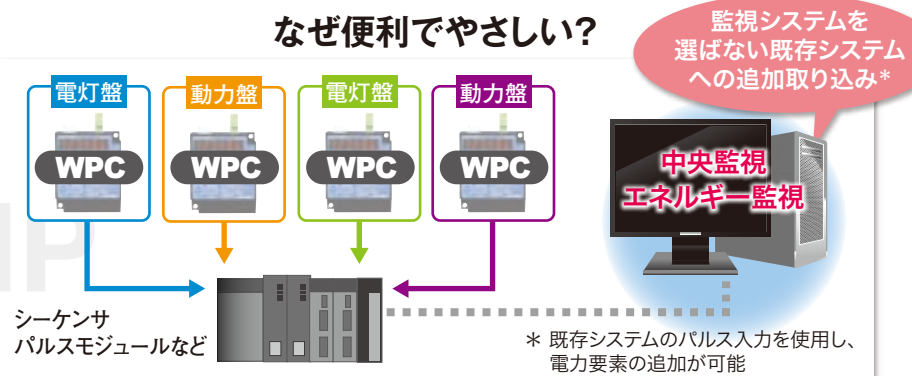 なぜ便利でやさしい?
監視システムを
選ばない既存システム
への追加取り込み*
電灯盤
動力盤
電灯盤
動力盤
WPC
WPC
WPC
WPC
中央監視
エネルギー監視
シーケンサ
パルスモジュールなど
* 既存システムのパルス入力を使用し、
電力要素の追加が可能